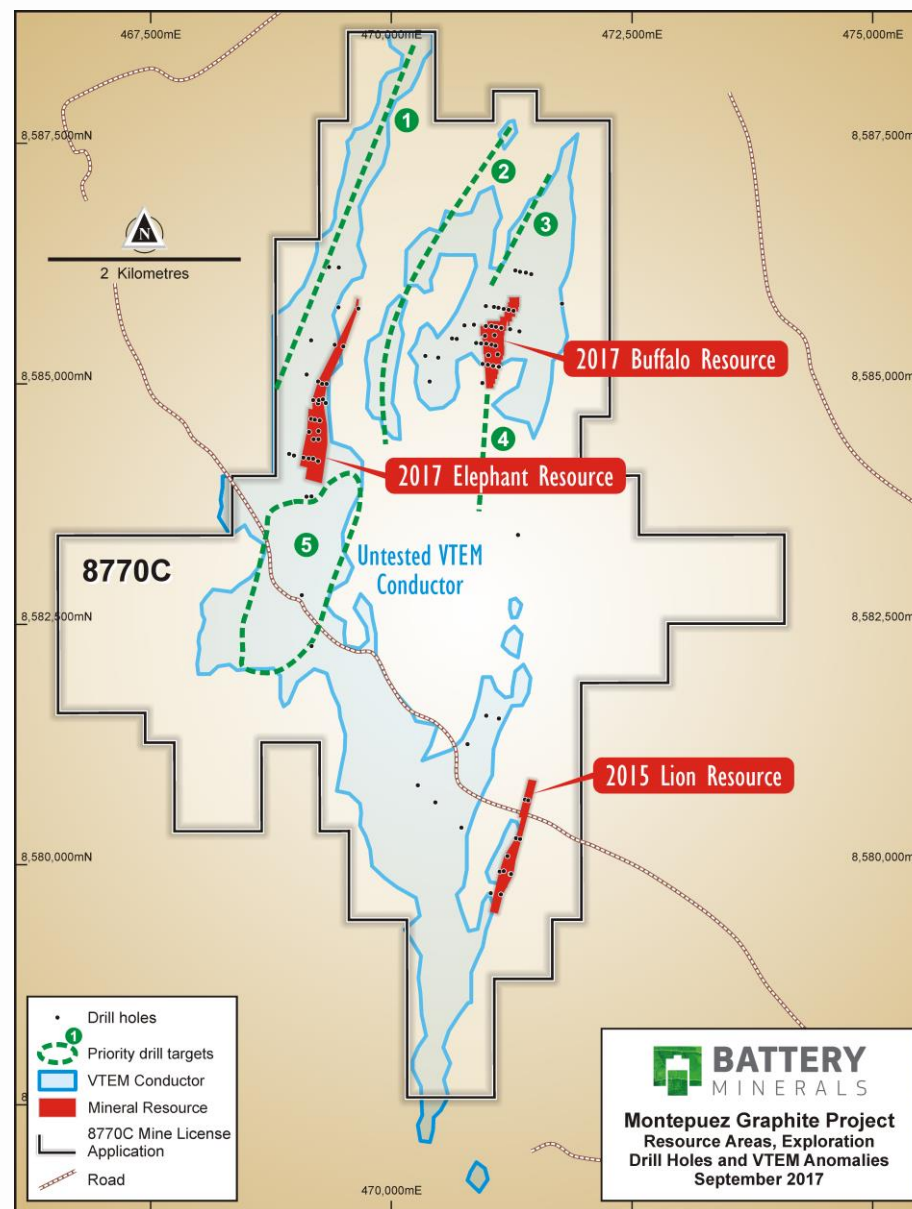 467,500mE
470,000mE
472,500mE
475,000mE
8,587,500mN
8,587,500mN
1
2
3
N
2 Kilometres
2017 Buffalo Resource
8,585,000mN
8,585,000mN
4
2017 Elephant Resource
5
8770C
Untested VTEM
Conductor
8,582,500mN
8,582,500mN
2015 Lion Resource
8,580,000mN
8,580,000mN
Drill holes
1
Priority drill targets
VTEM Conductor
Mineral Resource
8770C Mine License
Application
Road
470,000mE
BATTERY
MINERALS
Montepuez Graphite Project
Resource Areas, Exploration
Drill Holes and VTEM Anomalies
September 2017